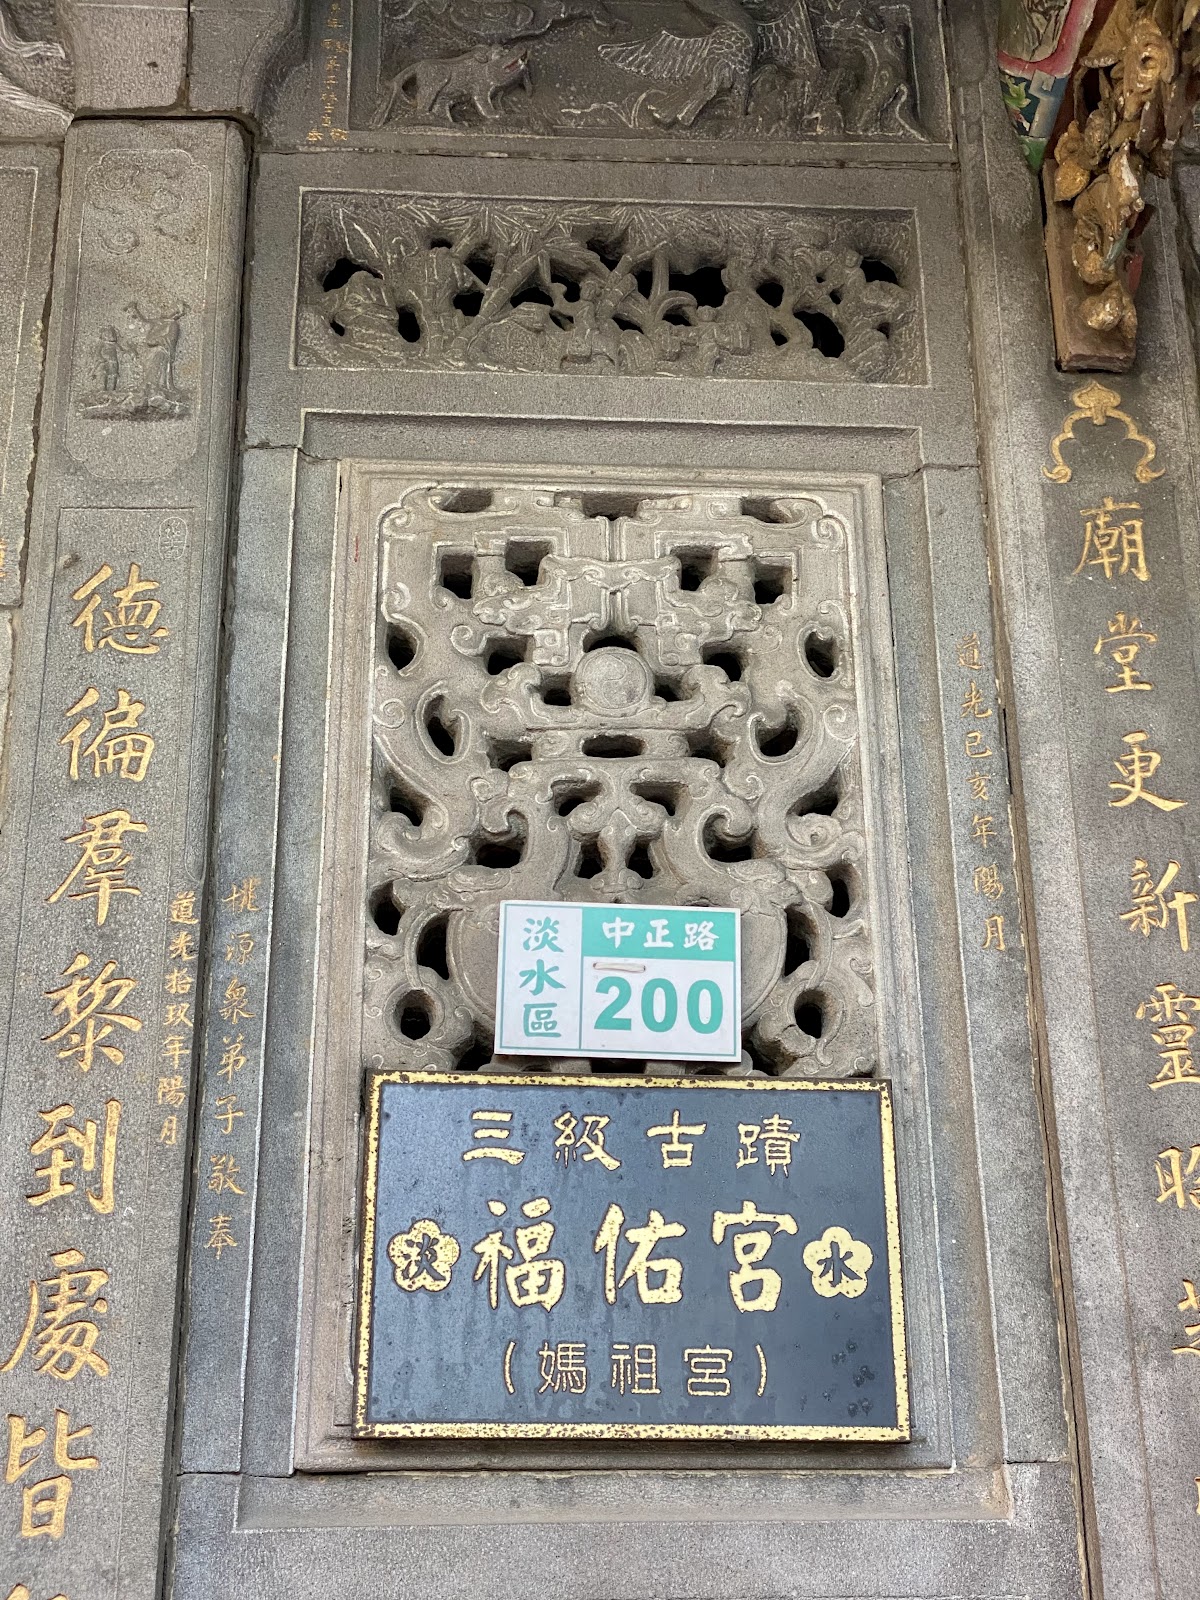 廟堂更新靈昭
道光己亥年陽月
淡水區
中正路
200
三級古蹟
淡 福佑宮 水
(媽祖宮)
源眾弟子敬奉
道光拾玖年陽月
德徧羣黎到處皆